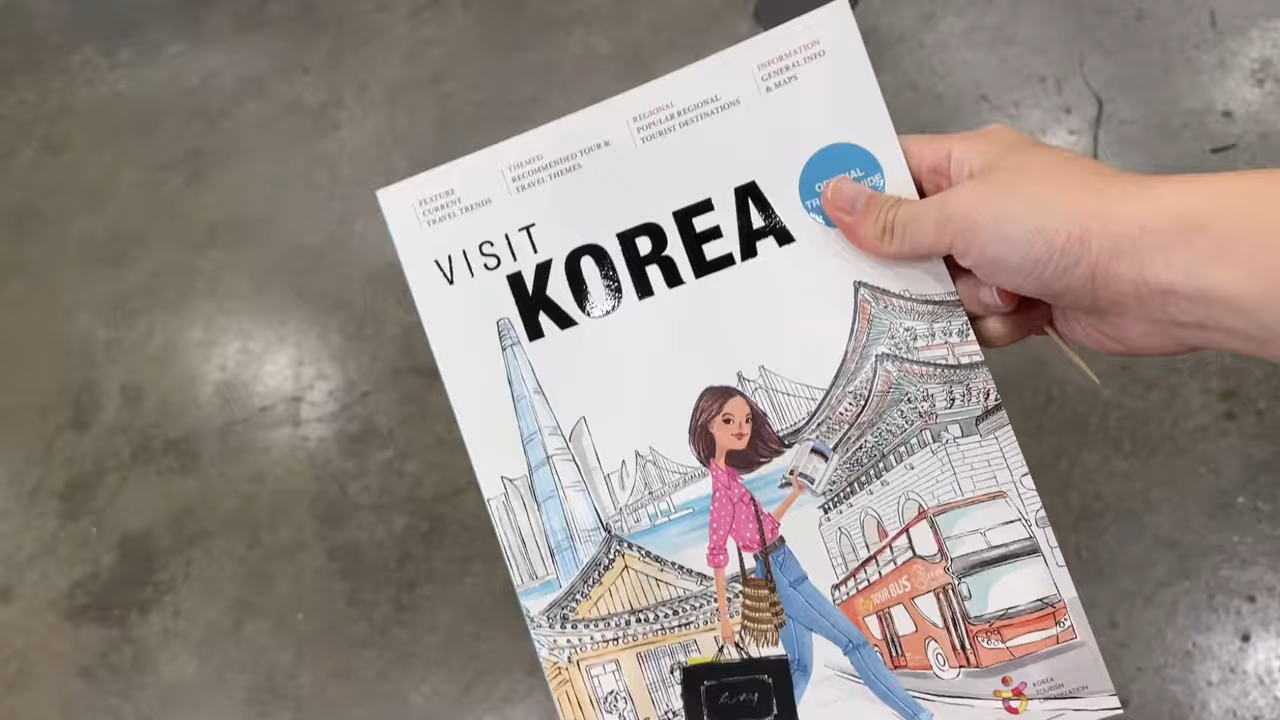 FEATURE
CURRENT
TRAVEL TRENDS
THEMED
RECOMMENDED TOUR &
TRAVEL THEMES
REGIONAL
POPULAR REGIONAL
TOURIST DESTINATIONS
INFORMATION
GENERAL INFO
& MAPS
VISIT
KOREA
TOUR BUS
KOREA
TOURISM
ORGANIZATION